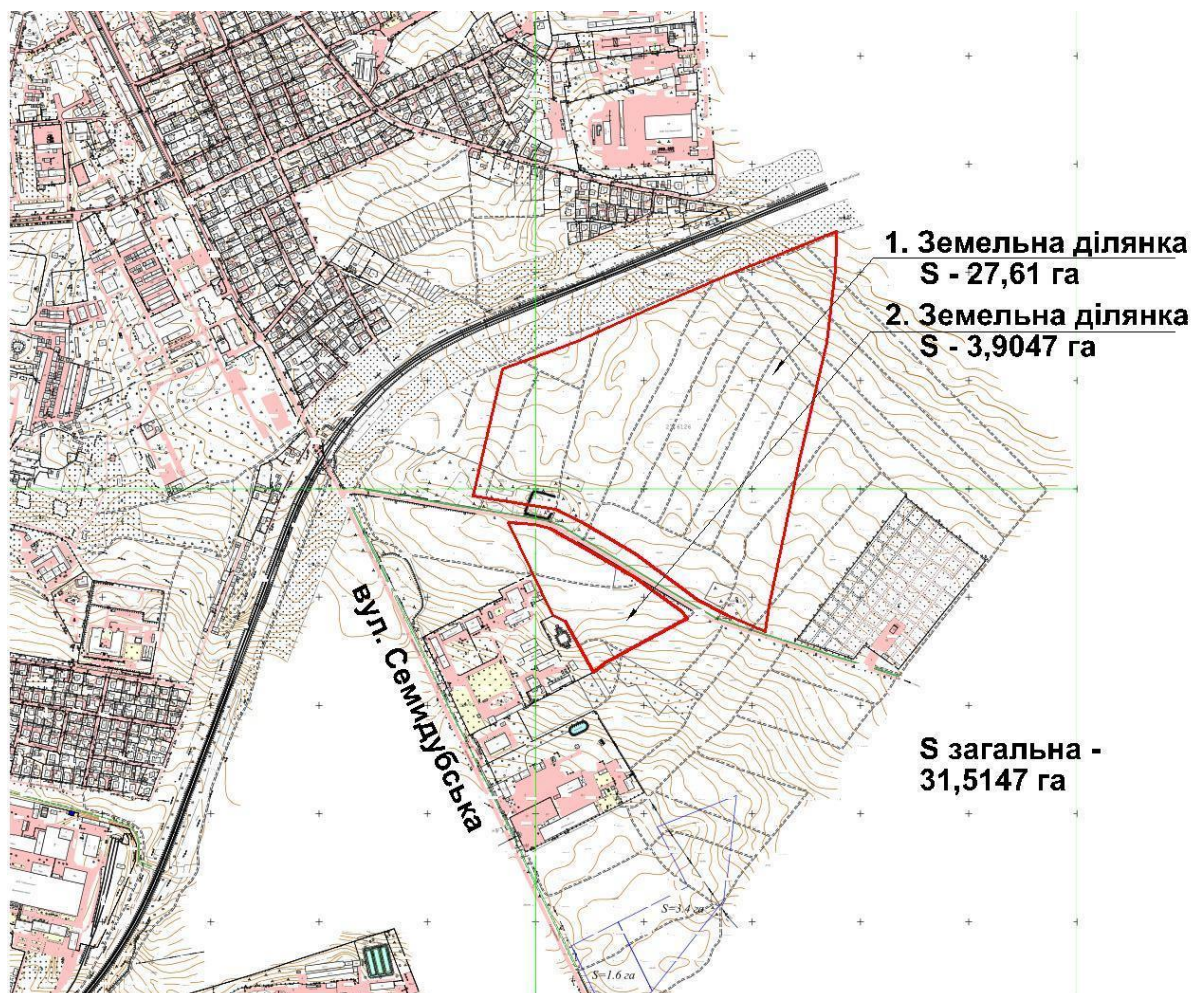 1. Земельна ділянка
S - 27,61 га
2. Земельна ділянка
S - 3,9047 га
вул. Семидубська
S загальна -
31,5147 га
S=3.4 га
S=1.6 га